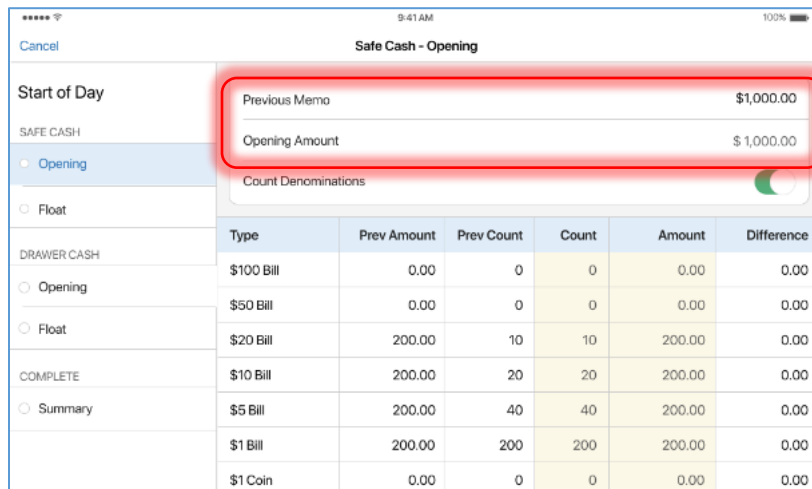 9:41 AM
100%
Cancel
Safe Cash - Opening
Start of Day
Previous Memo
$1,000.00
SAFE CASH
Opening Amount
$ 1,000.00
Opening
Count Denominations
Float
Type Prev Amount Prev Count Count Amount Difference
DRAWER CASH
$100 Bill 0.00 0 0 0.00 0.00
Opening
$50 Bill 0.00 0 0 0.00 0.00
Float
$20 Bill 200.00 10 10 200.00 0.00
COMPLETE
$10 Bill 200.00 20 20 200.00 0.00
Summary
$5 Bill 200.00 40 40 200.00 0.00
$1 Bill 200.00 200 200 200.00 0.00
$1 Coin 0.00 0 0 0.00 0.00